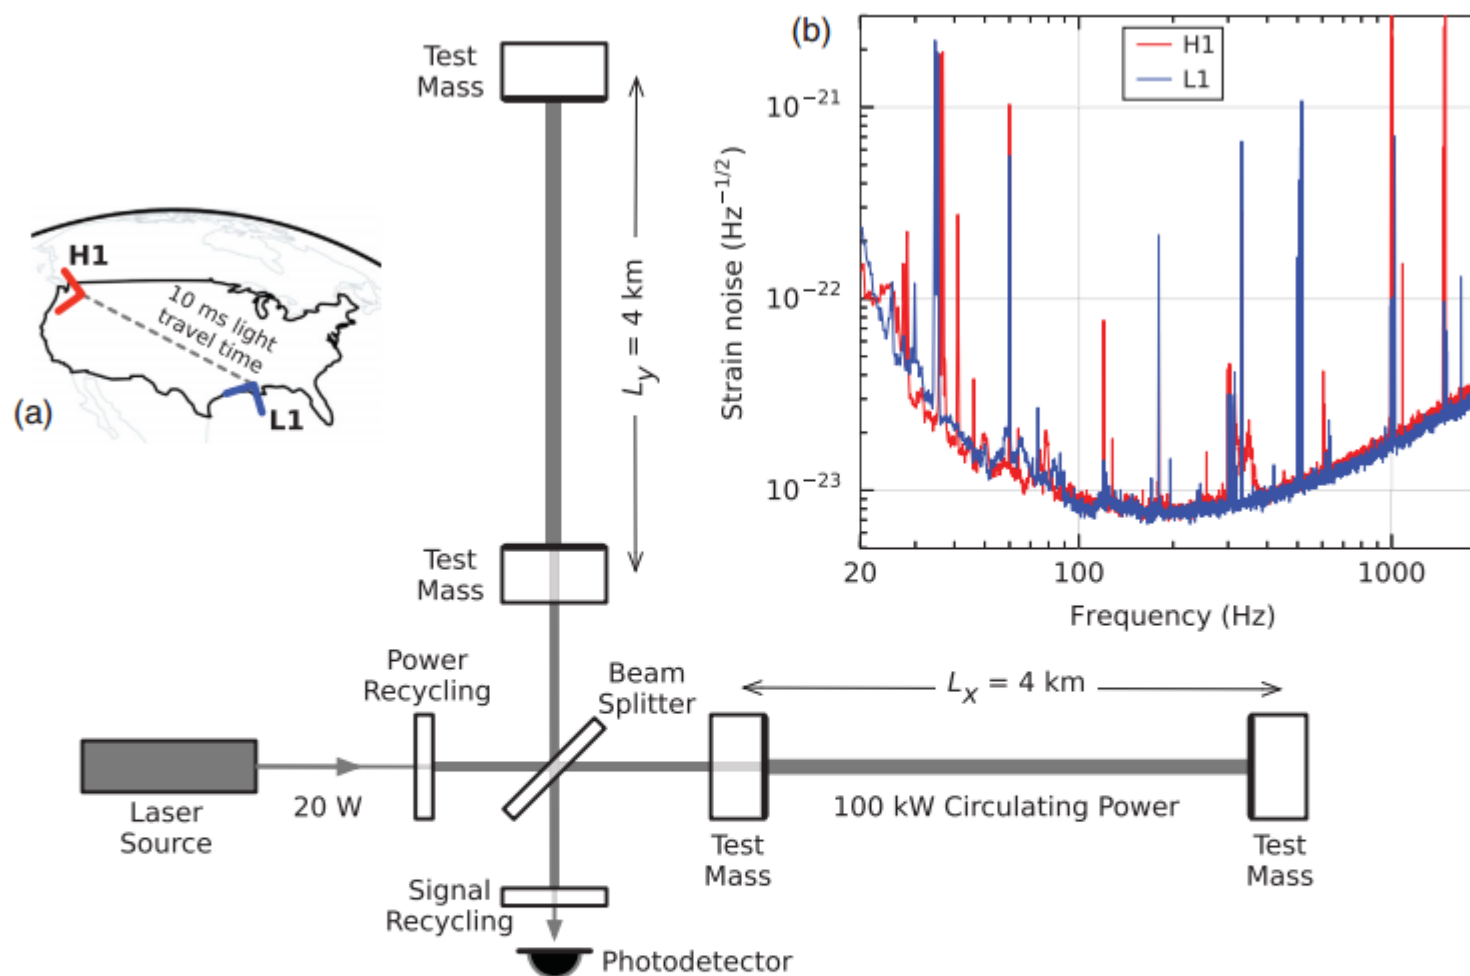 (a)
H1
10 ms light
travel time
L1
Test
Mass
L_y = 4 km
Test
Mass
Power
Recycling
Beam
Splitter
L_x = 4 km
Laser
Source
20 W
100 kW Circulating Power
Test
Mass
Test
Mass
Signal
Recycling
Photodetector
(b)
H1
L1
Strain noise (Hz^{-1/2})
10^{-21}
10^{-22}
10^{-23}
20
100
1000
Frequency (Hz)